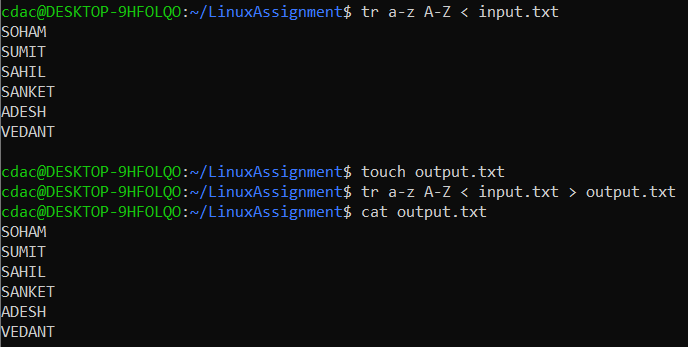 cdac@DESKTOP-9HFOLQO:~/LinuxAssignment$ tr a-z A-Z < input.txt
SOHAM
SUMIT
SAHIL
SANKET
ADESH
VEDANT
cdac@DESKTOP-9HFOLQO:~/LinuxAssignment$ touch output.txt
cdac@DESKTOP-9HFOLQO:~/LinuxAssignment$ tr a-z A-Z < input.txt > output.txt
cdac@DESKTOP-9HFOLQO:~/LinuxAssignment$ cat output.txt
SOHAM
SUMIT
SAHIL
SANKET
ADESH
VEDANT